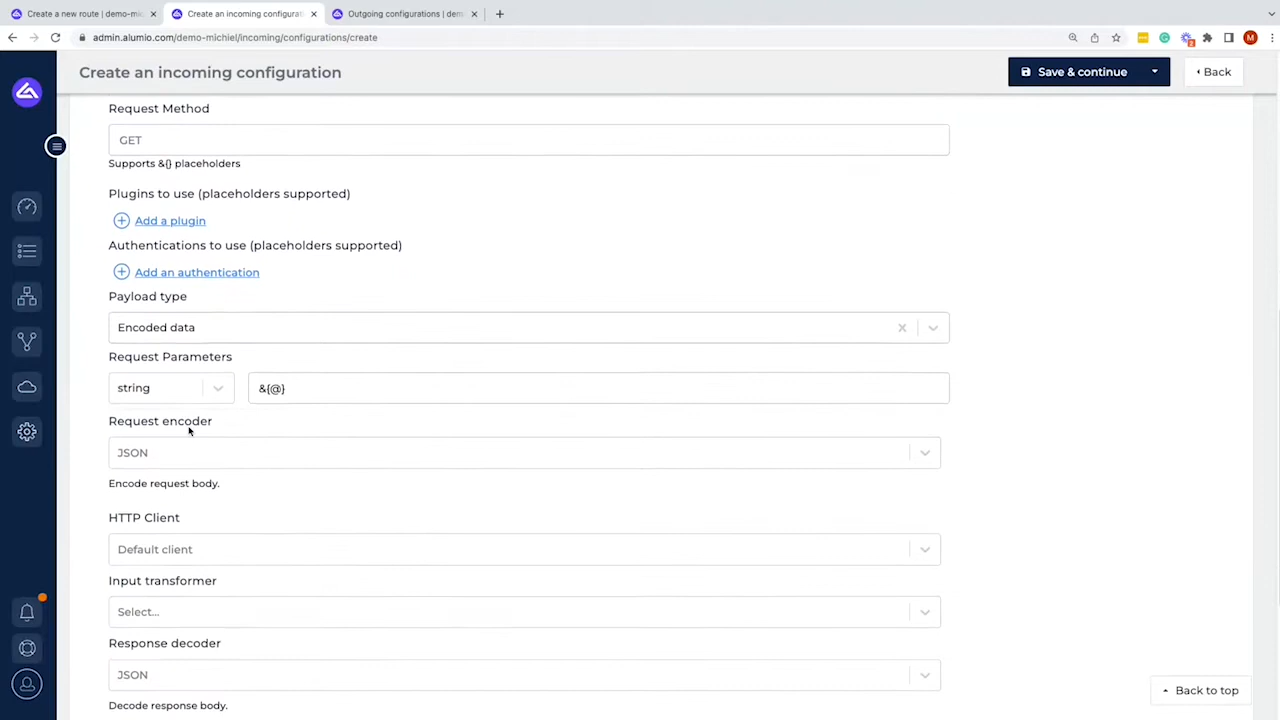 Create a new route | demo-mic
Create an incoming configurat
Outgoing configurations | dem
admin.alumio.com/demo-michiel/incoming/configurations/create
2
M
Create an incoming configuration
Save & continue
Back
Request Method
GET
Supports &{} placeholders
Plugins to use (placeholders supported)
Add a plugin
Authentications to use (placeholders supported)
Add an authentication
Payload type
Encoded data
Request Parameters
string
&{@}
Request encoder
JSON
Encode request body.
HTTP Client
Default client
Input transformer
Select...
Response decoder
JSON
Decode response body.
Back to top